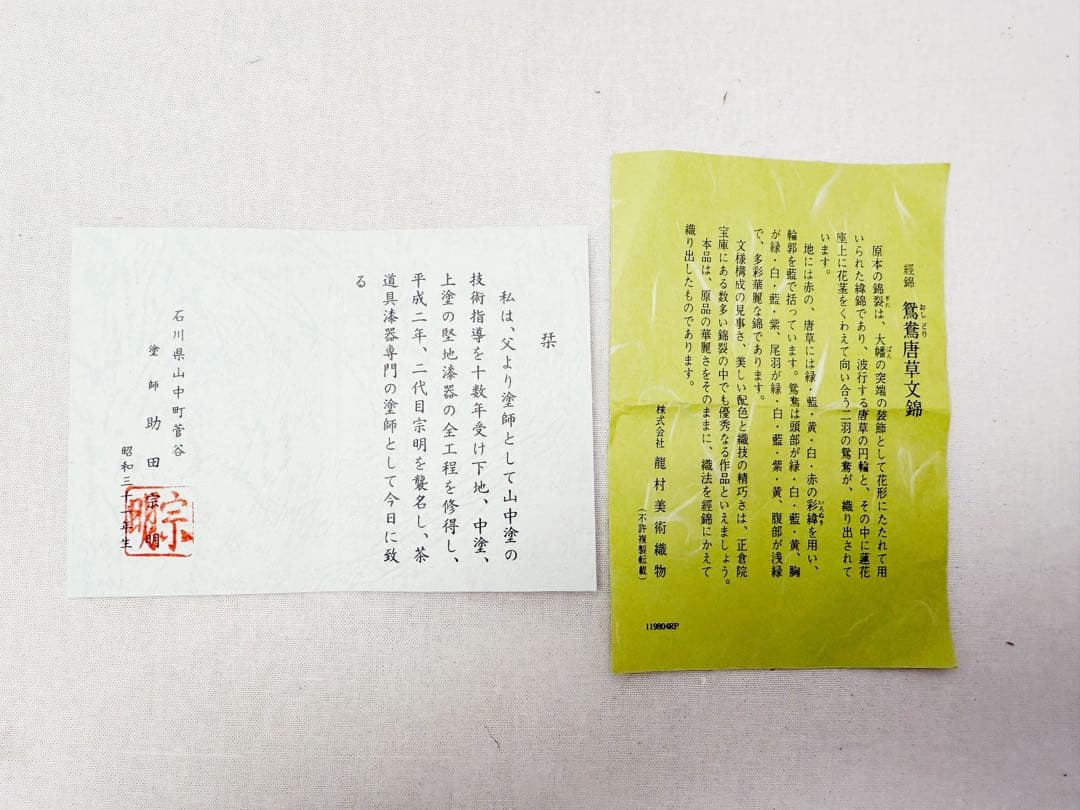 栞
私は、父より塗師として山中塗の
技術指導を十数年受け下地、中塗、
上塗の堅地漆器の全工程を修得し、
平成二年、二代目宗明を襲名し、茶
道具漆器専門の塗師として今日に致
る
石川県山中町菅谷
塗師 助田宗明
昭和三十一年生
宗明
經錦 鴛鴦唐草文錦
おしどり
原本の錦裂は、大幡の突端の装飾として花形にたたれて用
ぎれ
ばん
いられた緯錦であり、波行する唐草の円輪と、その中に蓮花
座上に花茎をくわえて向い合う二羽の鴛鴦が、織り出されて
います。
地には赤の、唐草には緑・藍・黄・白・赤の彩緯を用い、
いろぬき
輪郭を藍で括っています。鴛鴦は頭部が緑・白・藍・黄、胸
が緑・白・藍・紫、尾羽が緑・白・藍・紫・黄、腹部が浅緑
で、多彩華麗な錦であります。
文様構成の見事さ、美しい配色と織技の精巧さは、正倉院
宝庫にある数多い錦裂の中でも優秀なる作品といえましょう。
本品は、原品の華麗さをそのままに、織法を經錦にかえて
織り出したものであります。
株式会社 龍村美術織物
(不許複製転載)
119804RP